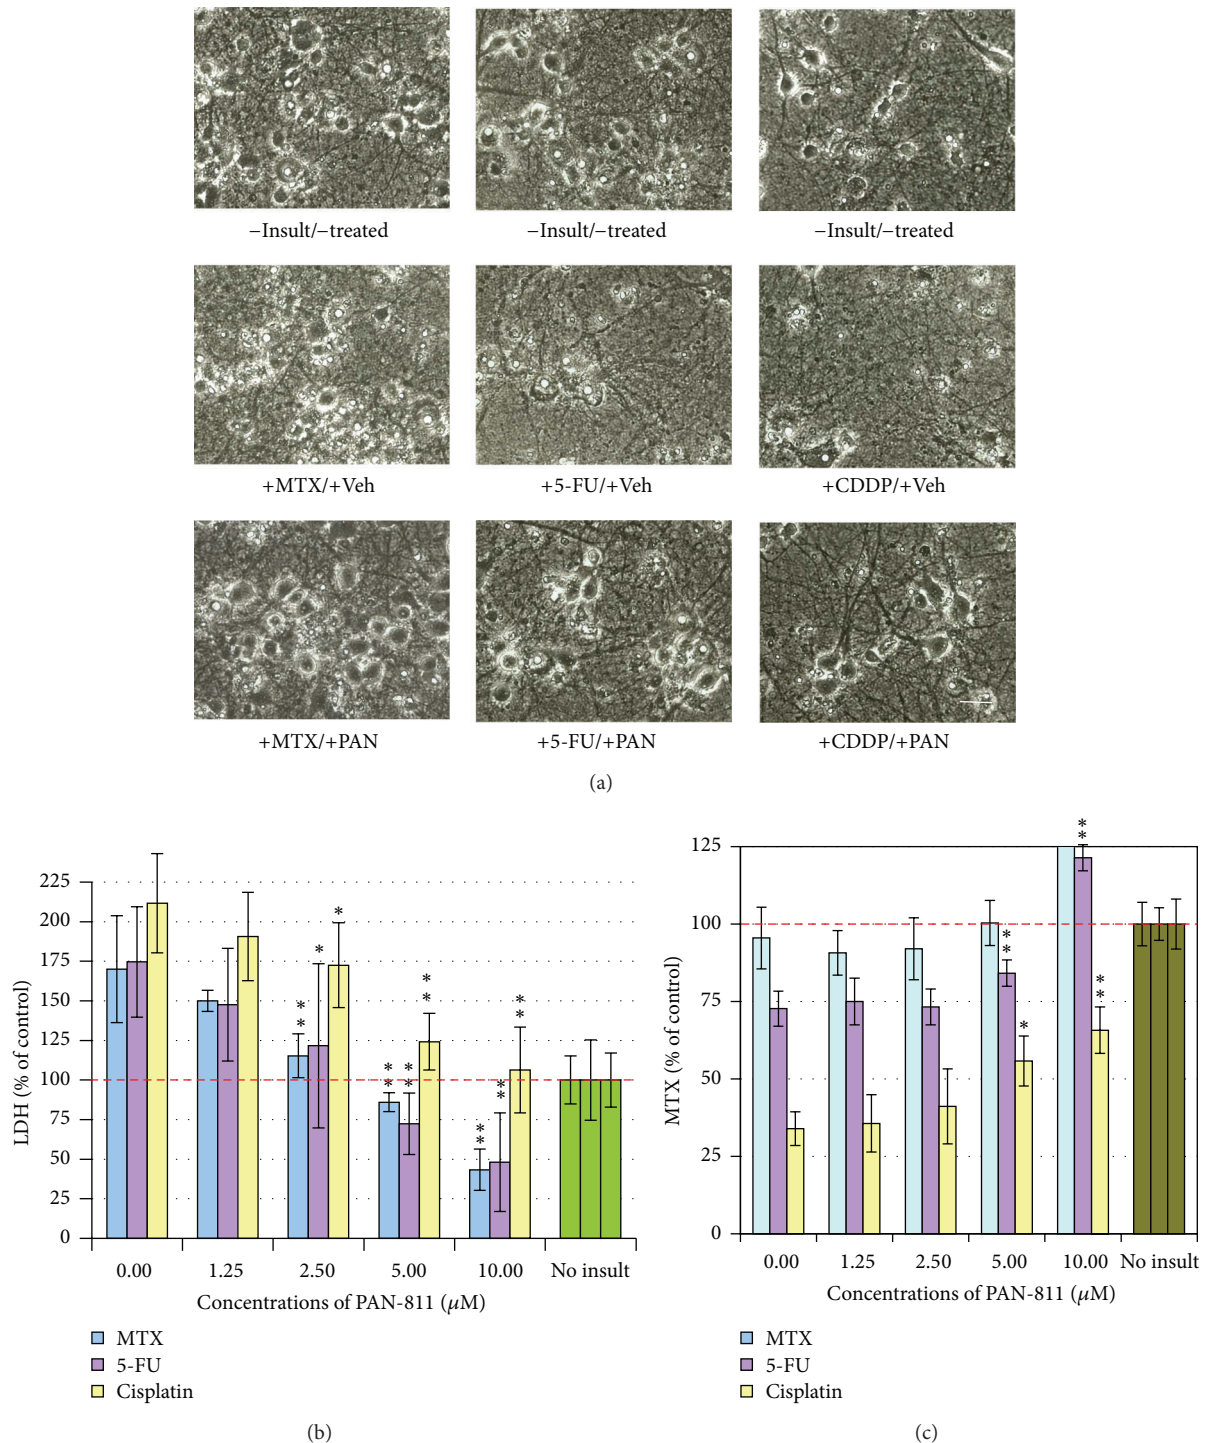 −Insult/−treated −Insult/−treated −Insult/−treated
+MTX/+Veh +5-FU/+Veh +CDDP/+Veh
+MTX/+PAN +5-FU/+PAN +CDDP/+PAN
(a)
LDH (% of control)
225
200
175
150
125
100
75
50
25
0
* *
*
*
* *
* *
* *
* *
* *
* *
0.00 1.25 2.50 5.00 10.00 No insult
Concentrations of PAN-811 (μM)
MTX
5-FU
Cisplatin
(b)
MTX (% of control)
125
100
75
50
25
0
* *
*
* *
* *
0.00 1.25 2.50 5.00 10.00 No insult
Concentrations of PAN-811 (μM)
MTX
5-FU
Cisplatin
(c)